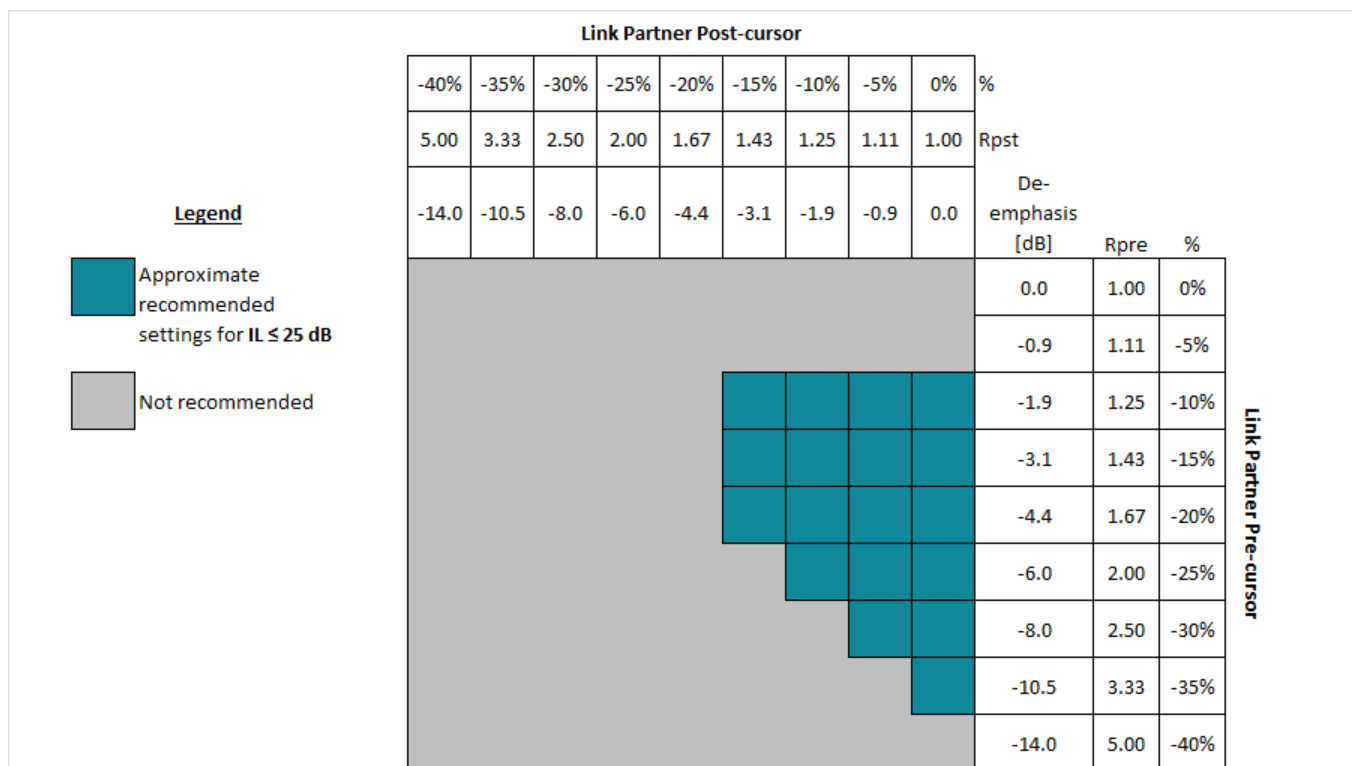 Link Partner Post-cursor
-40% -35% -30% -25% -20% -15% -10% -5% 0% %
5.00 3.33 2.50 2.00 1.67 1.43 1.25 1.11 1.00 Rpst
-14.0 -10.5 -8.0 -6.0 -4.4 -3.1 -1.9 -0.9 0.0
De-
emphasis
[dB] Rpre %
Legend
Approximate
recommended
settings for IL ≤ 25 dB
Not recommended
0.0 1.00 0%
-0.9 1.11 -5%
-1.9 1.25 -10%
-3.1 1.43 -15%
-4.4 1.67 -20%
-6.0 2.00 -25%
-8.0 2.50 -30%
-10.5 3.33 -35%
-14.0 5.00 -40%
Link Partner Pre-cursor